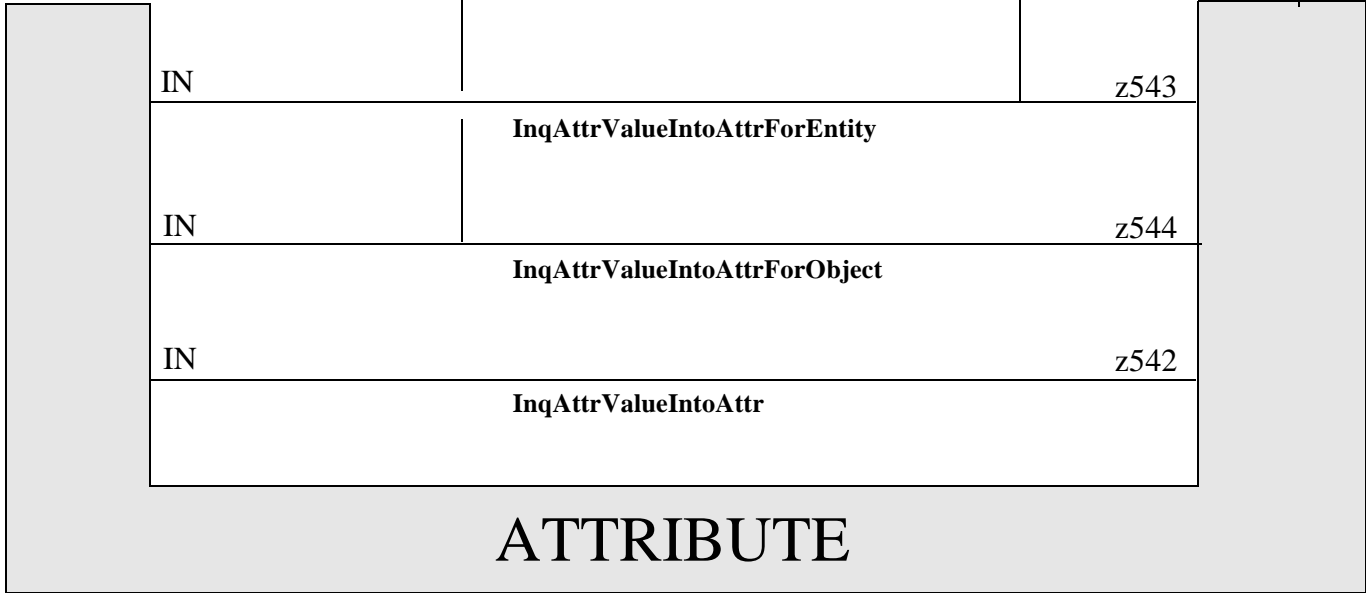 IN z543
InqAttrValueIntoAttrForEntity
IN z544
InqAttrValueIntoAttrForObject
IN z542
InqAttrValueIntoAttr
ATTRIBUTE